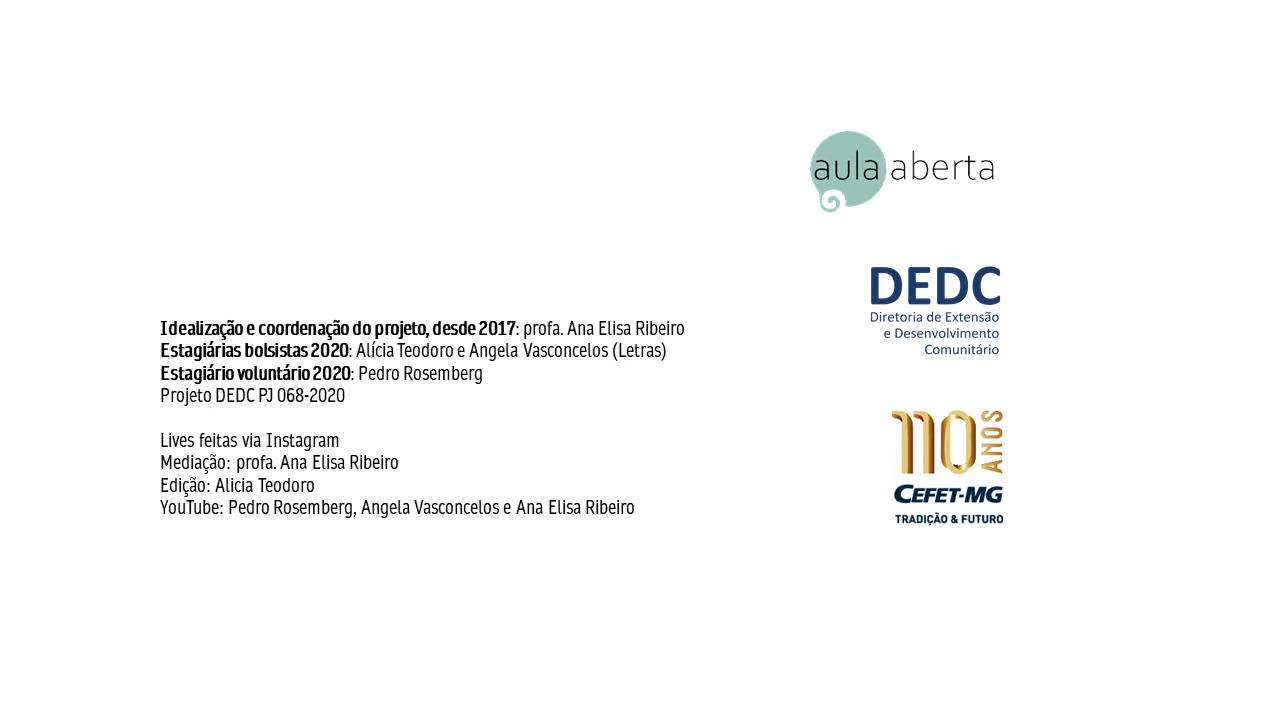 aula aberta
DEDC
Diretoria de Extensão
e Desenvolvimento
Comunitário
Idealização e coordenação do projeto, desde 2017: profa. Ana Elisa Ribeiro
Estagiárias bolsistas 2020: Alícia Teodoro e Angela Vasconcelos (Letras)
Estagiário voluntário 2020: Pedro Rosemberg
Projeto DEDC PJ 068-2020
Lives feitas via Instagram
Mediação: profa. Ana Elisa Ribeiro
Edição: Alicia Teodoro
YouTube: Pedro Rosemberg, Angela Vasconcelos e Ana Elisa Ribeiro
110 ANOS
CEFET-MG
TRADIÇÃO & FUTURO